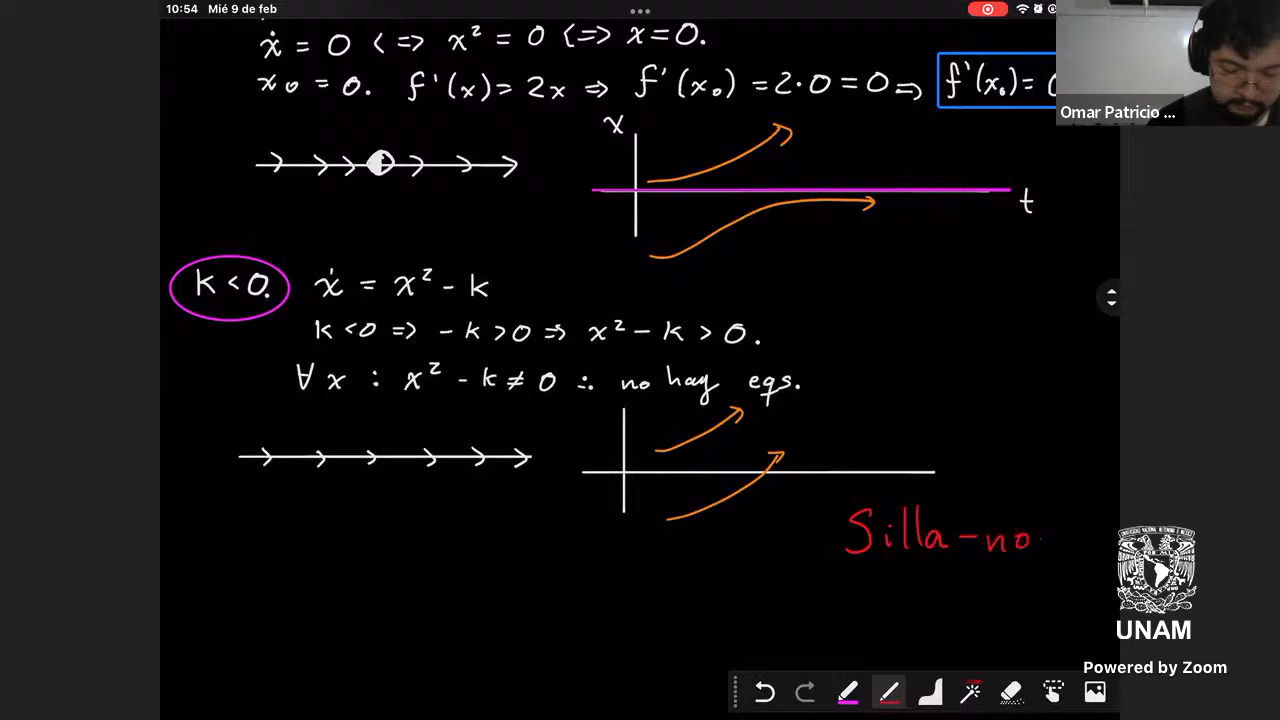 10:54 Mié 9 de feb
ẋ = 0 <=> x² = 0 <=> x = 0.
x₀ = 0. f'(x) = 2x => f'(x₀) = 2·0 = 0 => f'(x₀) = 0
Omar Patricio ...
x
t
k < 0. ẋ = x² - k
k < 0 => - k > 0 => x² - k > 0.
∀ x : x² - k ≠ 0 ∴ no hay eqs.
Silla-no
UNAM
Powered by Zoom